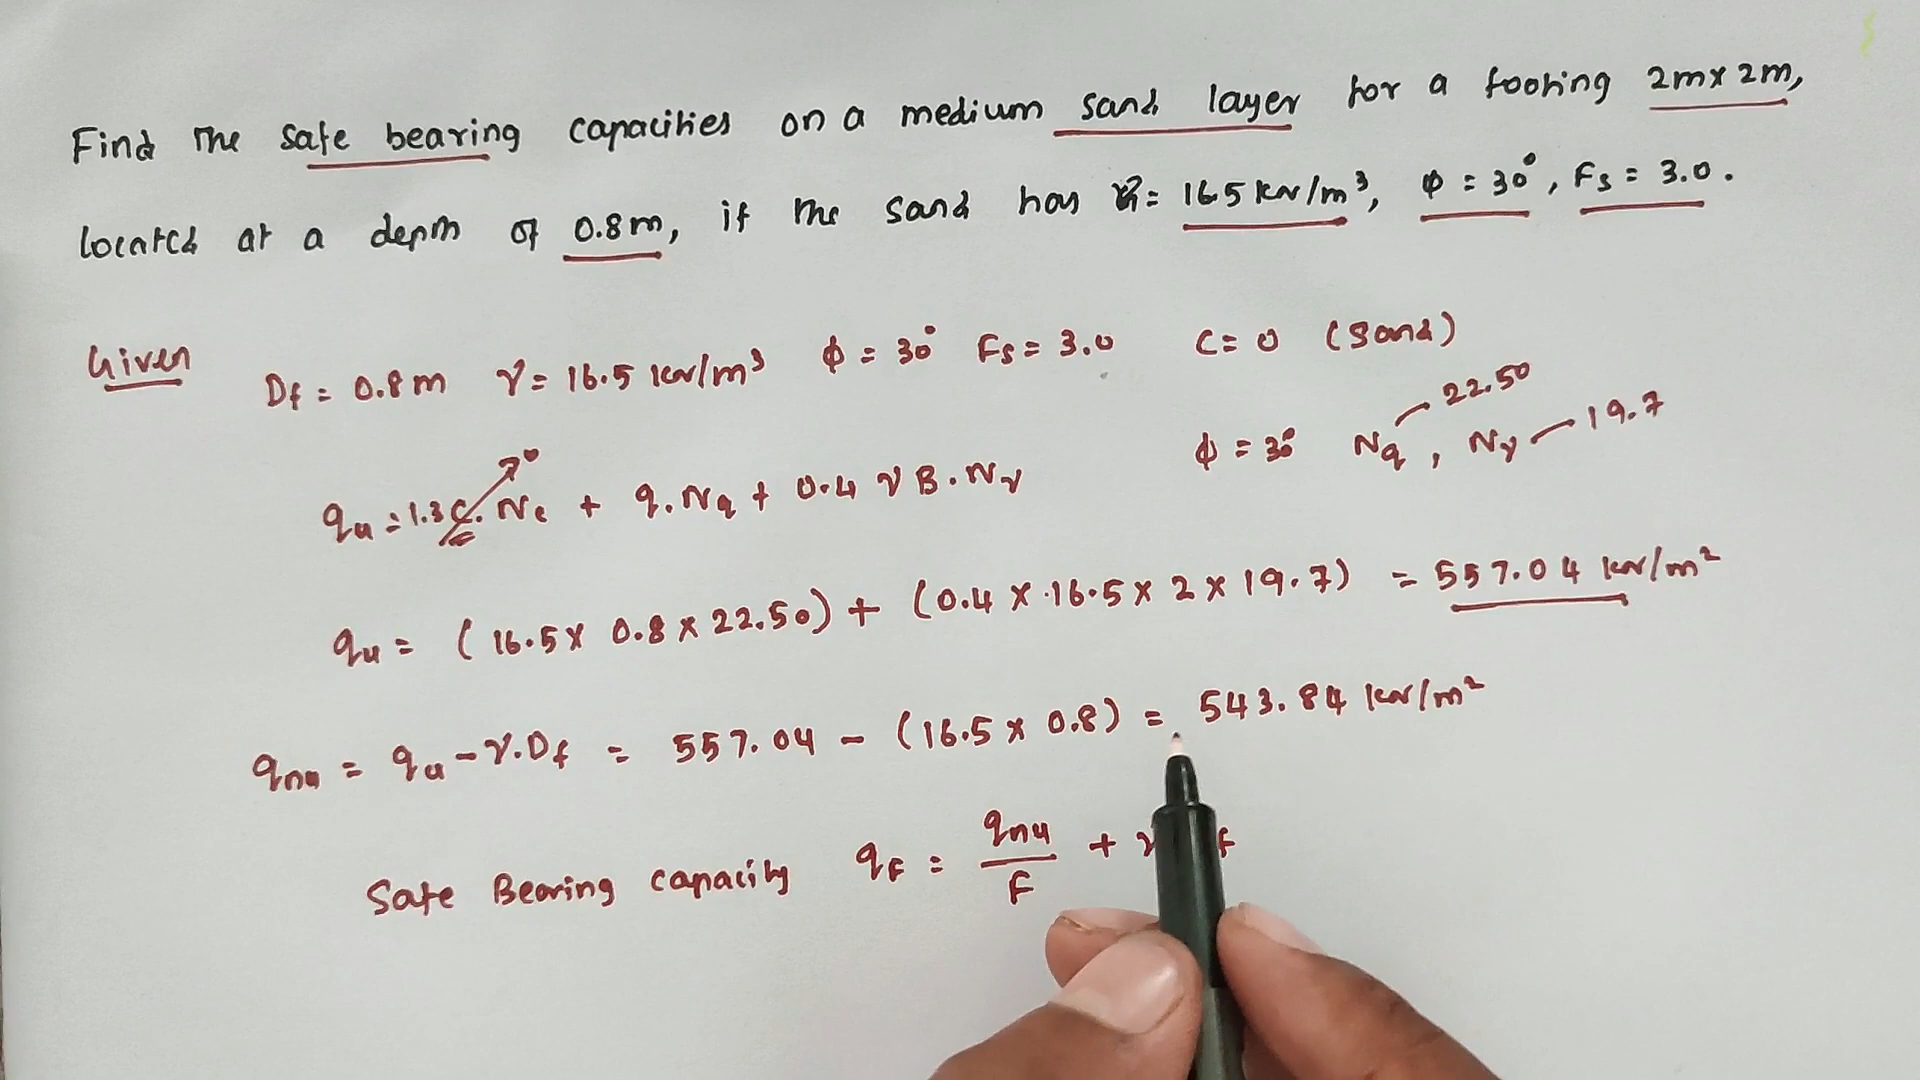 Find the safe bearing capacities on a medium sand layer for a footing 2m x 2m,
located at a depth of 0.8m, if the sand has γ = 16.5 kN/m³, φ = 30°, Fs = 3.0.
Given
Df = 0.8m γ = 16.5 kN/m³ φ = 30° Fs = 3.0 C = 0 (Sand)
φ = 30° Nq 22.50, Nγ 19.7
qu = 1.3 C. Nc + q. Nq + 0.4 γ B. Nγ
0
qu = (16.5 x 0.8 x 22.50) + (0.4 x 16.5 x 2 x 19.7) = 557.04 kN/m²
qnu = qu - γ.Df = 557.04 - (16.5 x 0.8) = 543.84 kN/m²
Safe Bearing capacity qF = qnu / F +